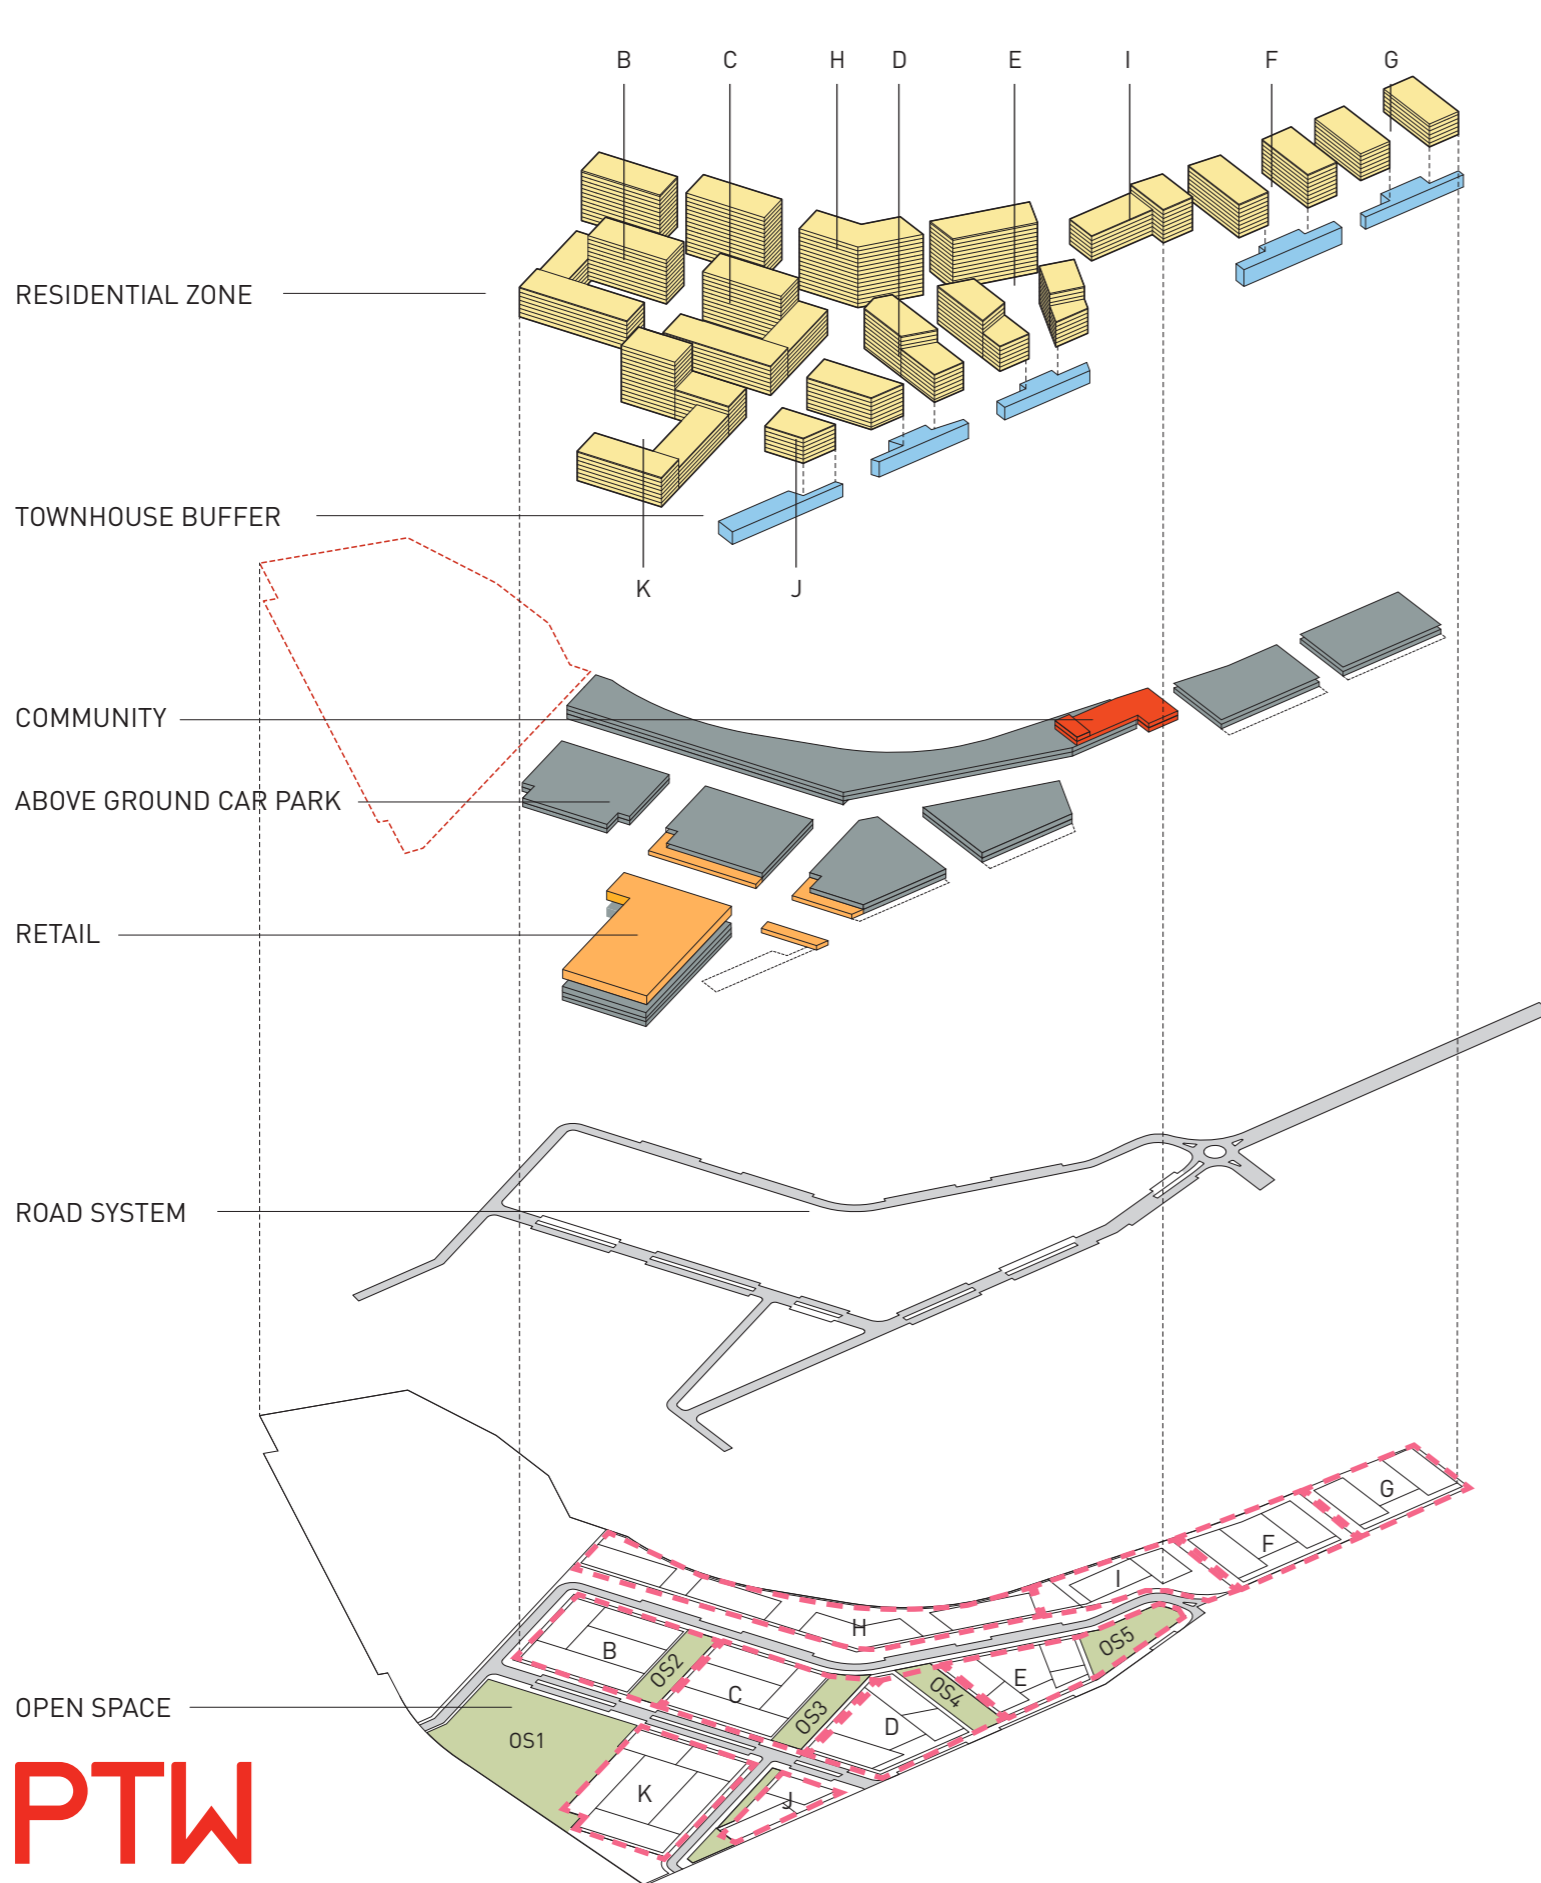 B C H D E I F G
RESIDENTIAL ZONE
TOWNHOUSE BUFFER
K J
COMMUNITY
ABOVE GROUND CAR PARK
RETAIL
ROAD SYSTEM
G
F
I
H
B OS2 C OS3 D OS4 E OS5
OPEN SPACE
OS1
K J
PTW